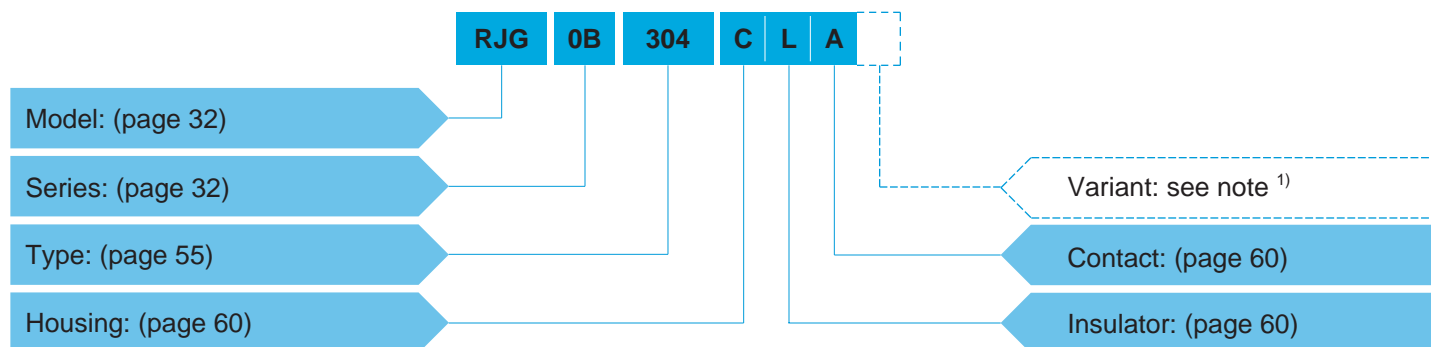 RJG 0B 304 C L A
Model: (page 32)
Series: (page 32)
Variant: see note 1)
Type: (page 55)
Contact: (page 60)
Housing: (page 60)
Insulator: (page 60)